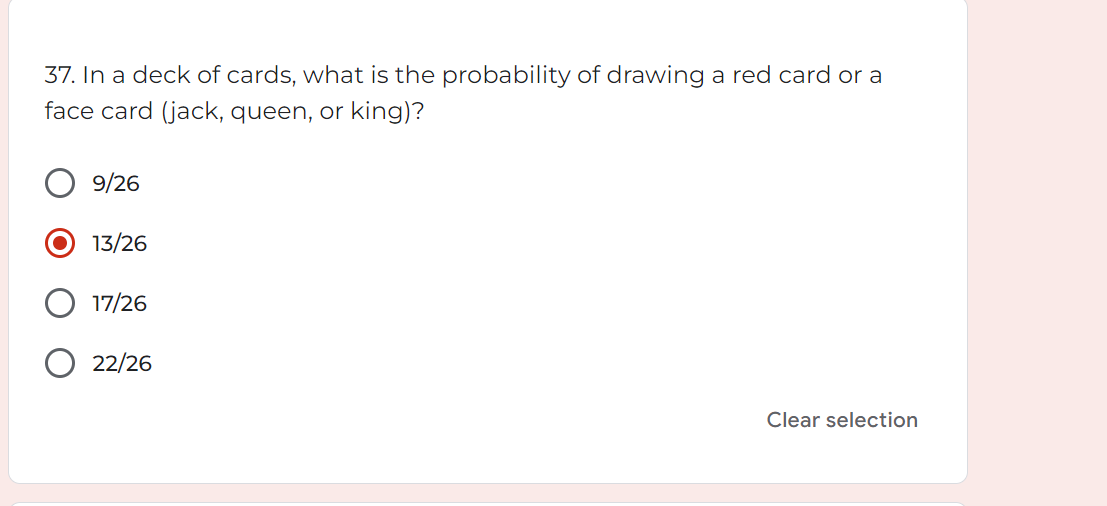 37. In a deck of cards, what is the probability of drawing a red card or a
face card (jack, queen, or king)?
9/26
13/26
17/26
22/26
Clear selection